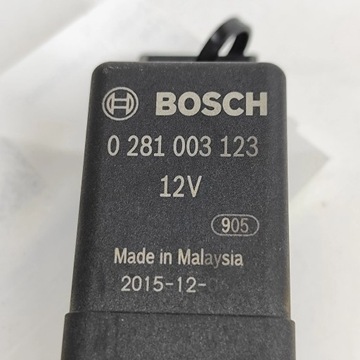 BOSCH
0 281 003 123
12V
905
Made in Malaysia
2015-12-